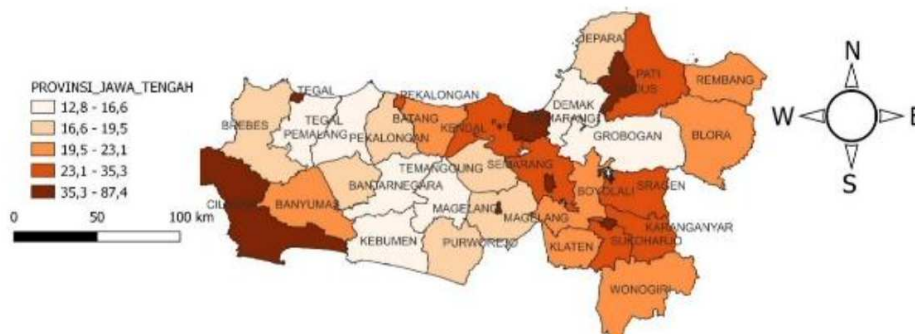 PROVINSI_JAWA_TENGAH
12,8 - 16,6
16,6 - 19,5
19,5 - 23,1
23,1 - 35,3
35,3 - 87,4
0 50 100 km
N
W
E
S
JEPARA
PATI
REMBANG
TEGAL
PEKALONGAN
DEMAK
BREBES
TEGAL
BATANG
KENDAL
PEMALANG
PEKALONGAN
GROBOGAN
BLORA
TEMANGGUNG
SEMARANG
BANJARNEGARA
BOYOLALI
SRAGEN
BANYUMAS
MAGELANG
MAGELANG
KARANGANYAR
KEBUMEN
PURWOREJO
KLATEN
SUKOHARJO
WONOGIRI